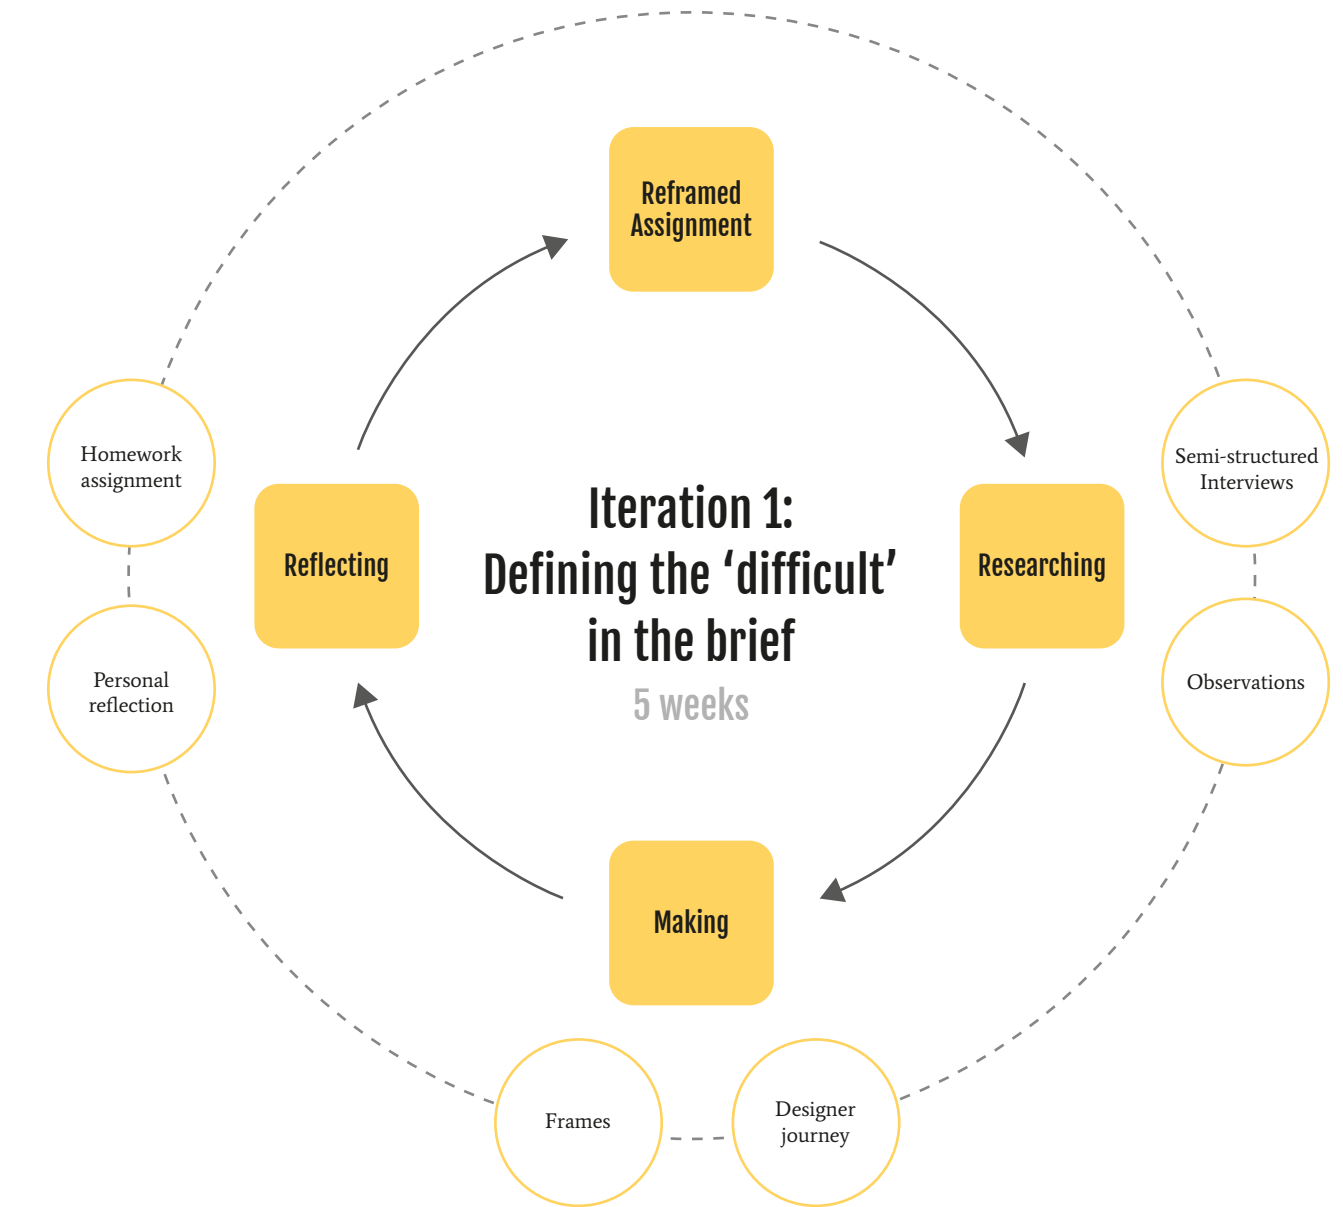 Reframed
Assignment
Homework
assignment
Semi-structured
Interviews
Reflecting
Iteration 1:
Defining the ‘difficult’
in the brief
5 weeks
Researching
Personal
reflection
Observations
Making
Frames
Designer
journey